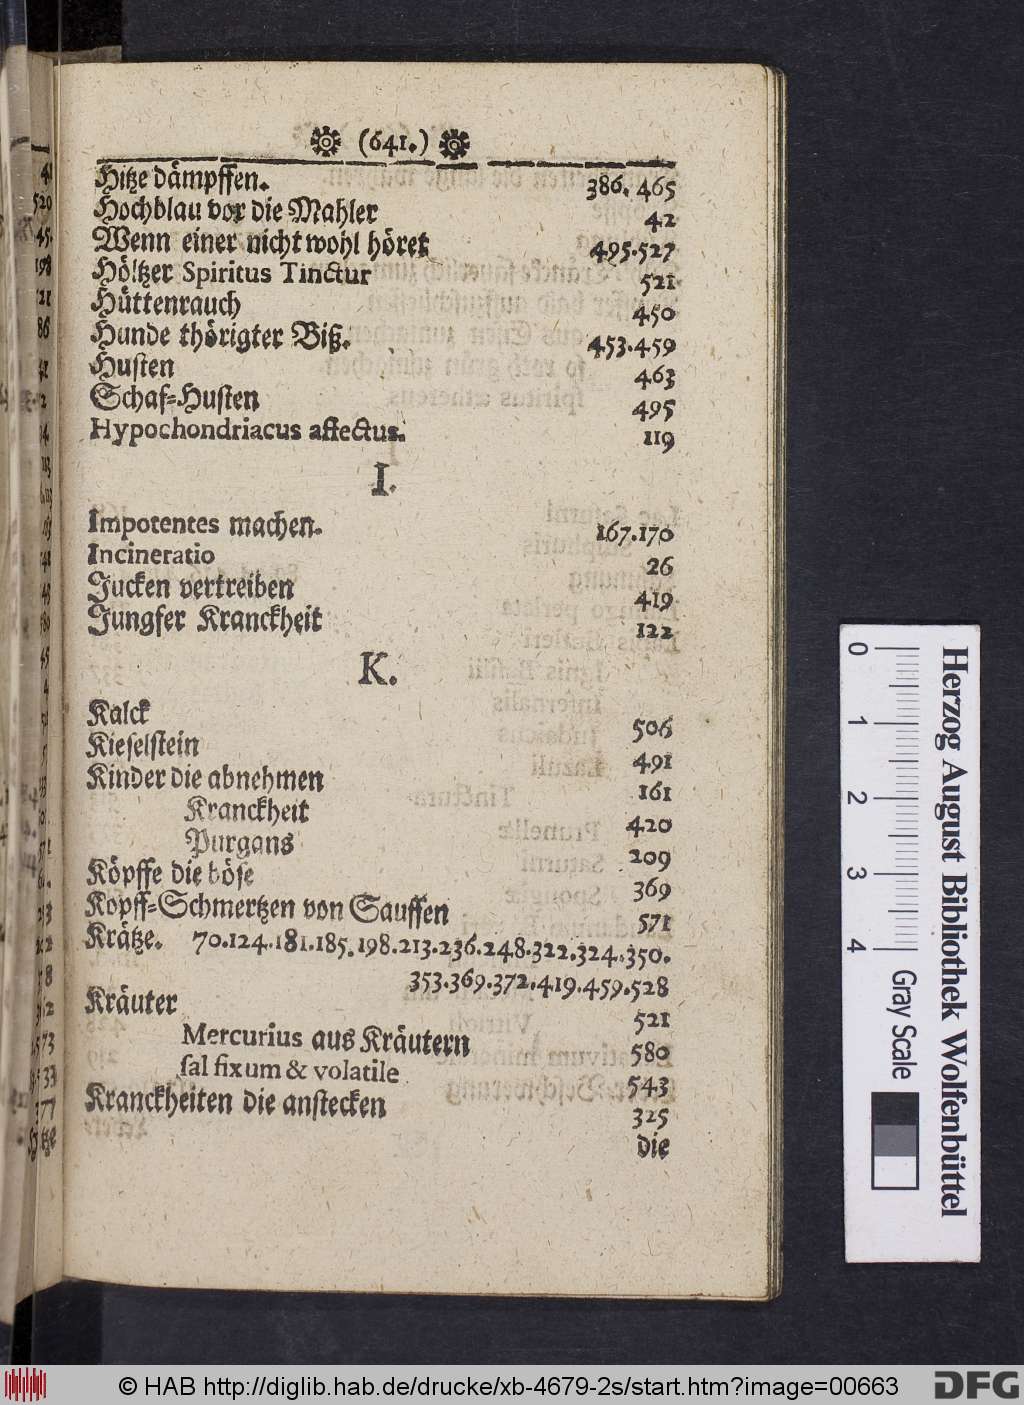 (641.)
Hitze dämpffen. 386. 465
Hochblau vor die Mahler 42
Wenn einer nicht wohl höret 495.527
Höltzer Spiritus Tinctur 521
Hüttenrauch 450
Hunde thörigter Biß. 453.459
Husten 463
Schaf-Husten 495
Hypochondriacus affectus. 119
I.
Impotentes machen. 167.170
Incineratio 26
Jucken vertreiben 419
Jungfer Kranckheit 122
K.
Kalck 506
Kieselstein 491
Kinder die abnehmen 161
Kranckheit 420
Purgans 209
Köpffe die böse 369
Kopff-Schmertzen von Sauffen 571
Krätze. 70.124.181.185.198.213.236.248.322.324.350.
353.369.372.419.459.528
Kräuter 521
Mercurius aus Kräutern 580
sal fixum & volatile 543
Kranckheiten die anstecken 325
die
0 1 2 3 4
Gray Scale
Herzog August Bibliothek Wolfenbüttel
© HAB http://diglib.hab.de/drucke/xb-4679-2s/start.htm?image=00663
DFG